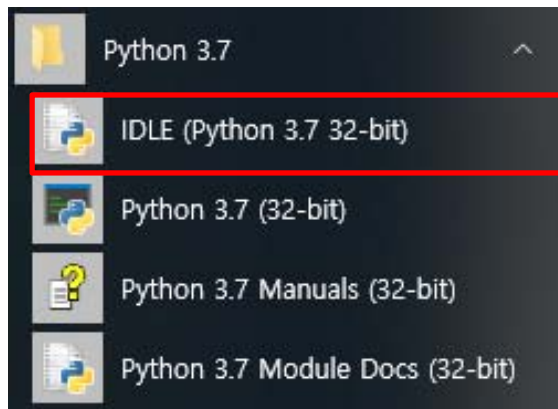 Python 3.7
IDLE (Python 3.7 32-bit)
Python 3.7 (32-bit)
Python 3.7 Manuals (32-bit)
Python 3.7 Module Docs (32-bit)